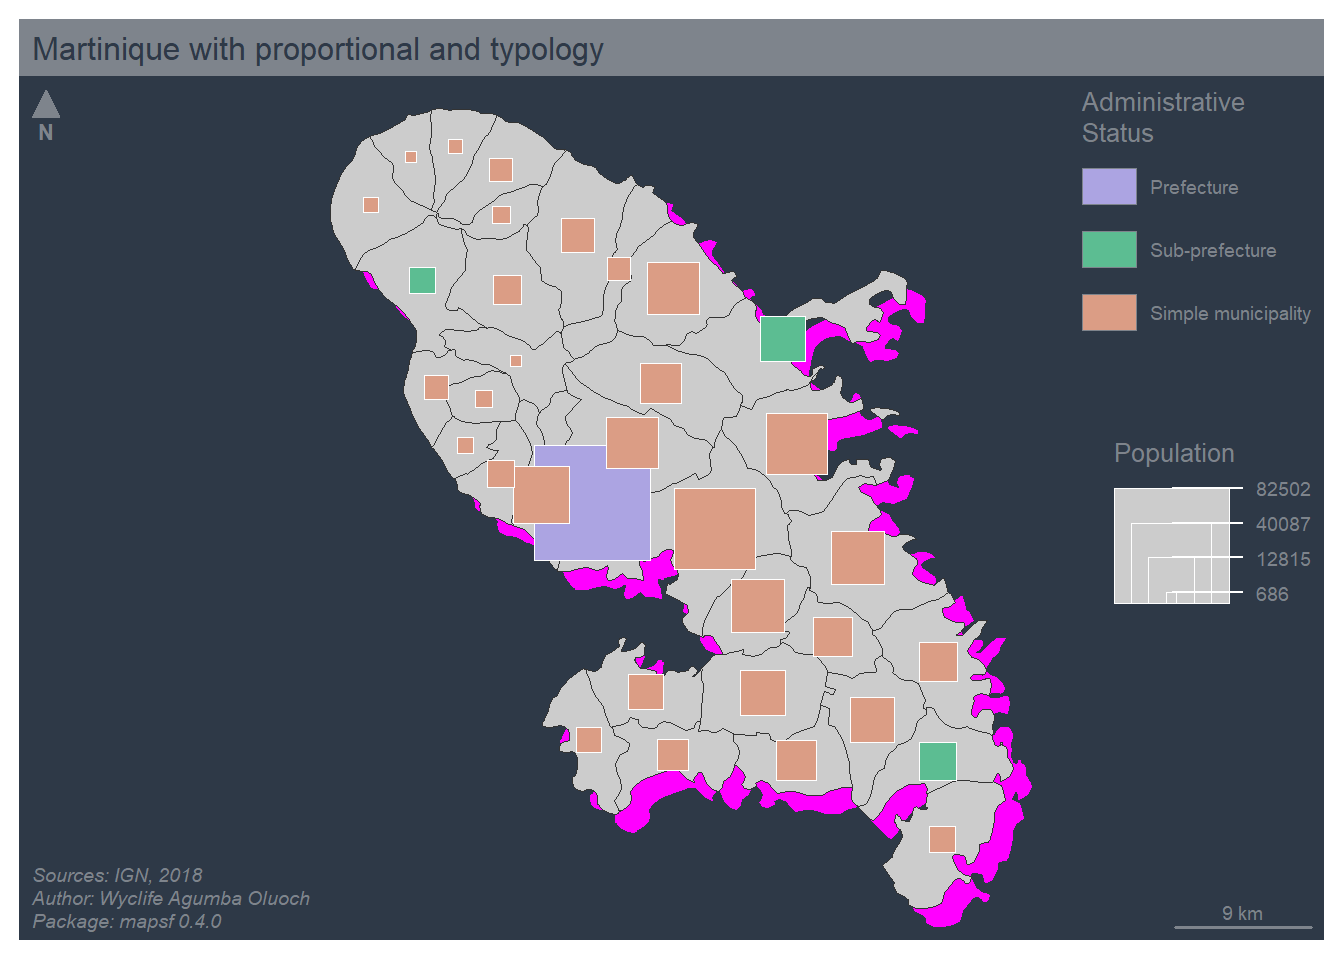 Martinique with proportional and typology
N
Administrative
Status
Prefecture
Sub-prefecture
Simple municipality
Population
82502
40087
12815
686
Sources: IGN, 2018
Author: Wyclife Agumba Oluoch
Package: mapsf 0.4.0
9 km